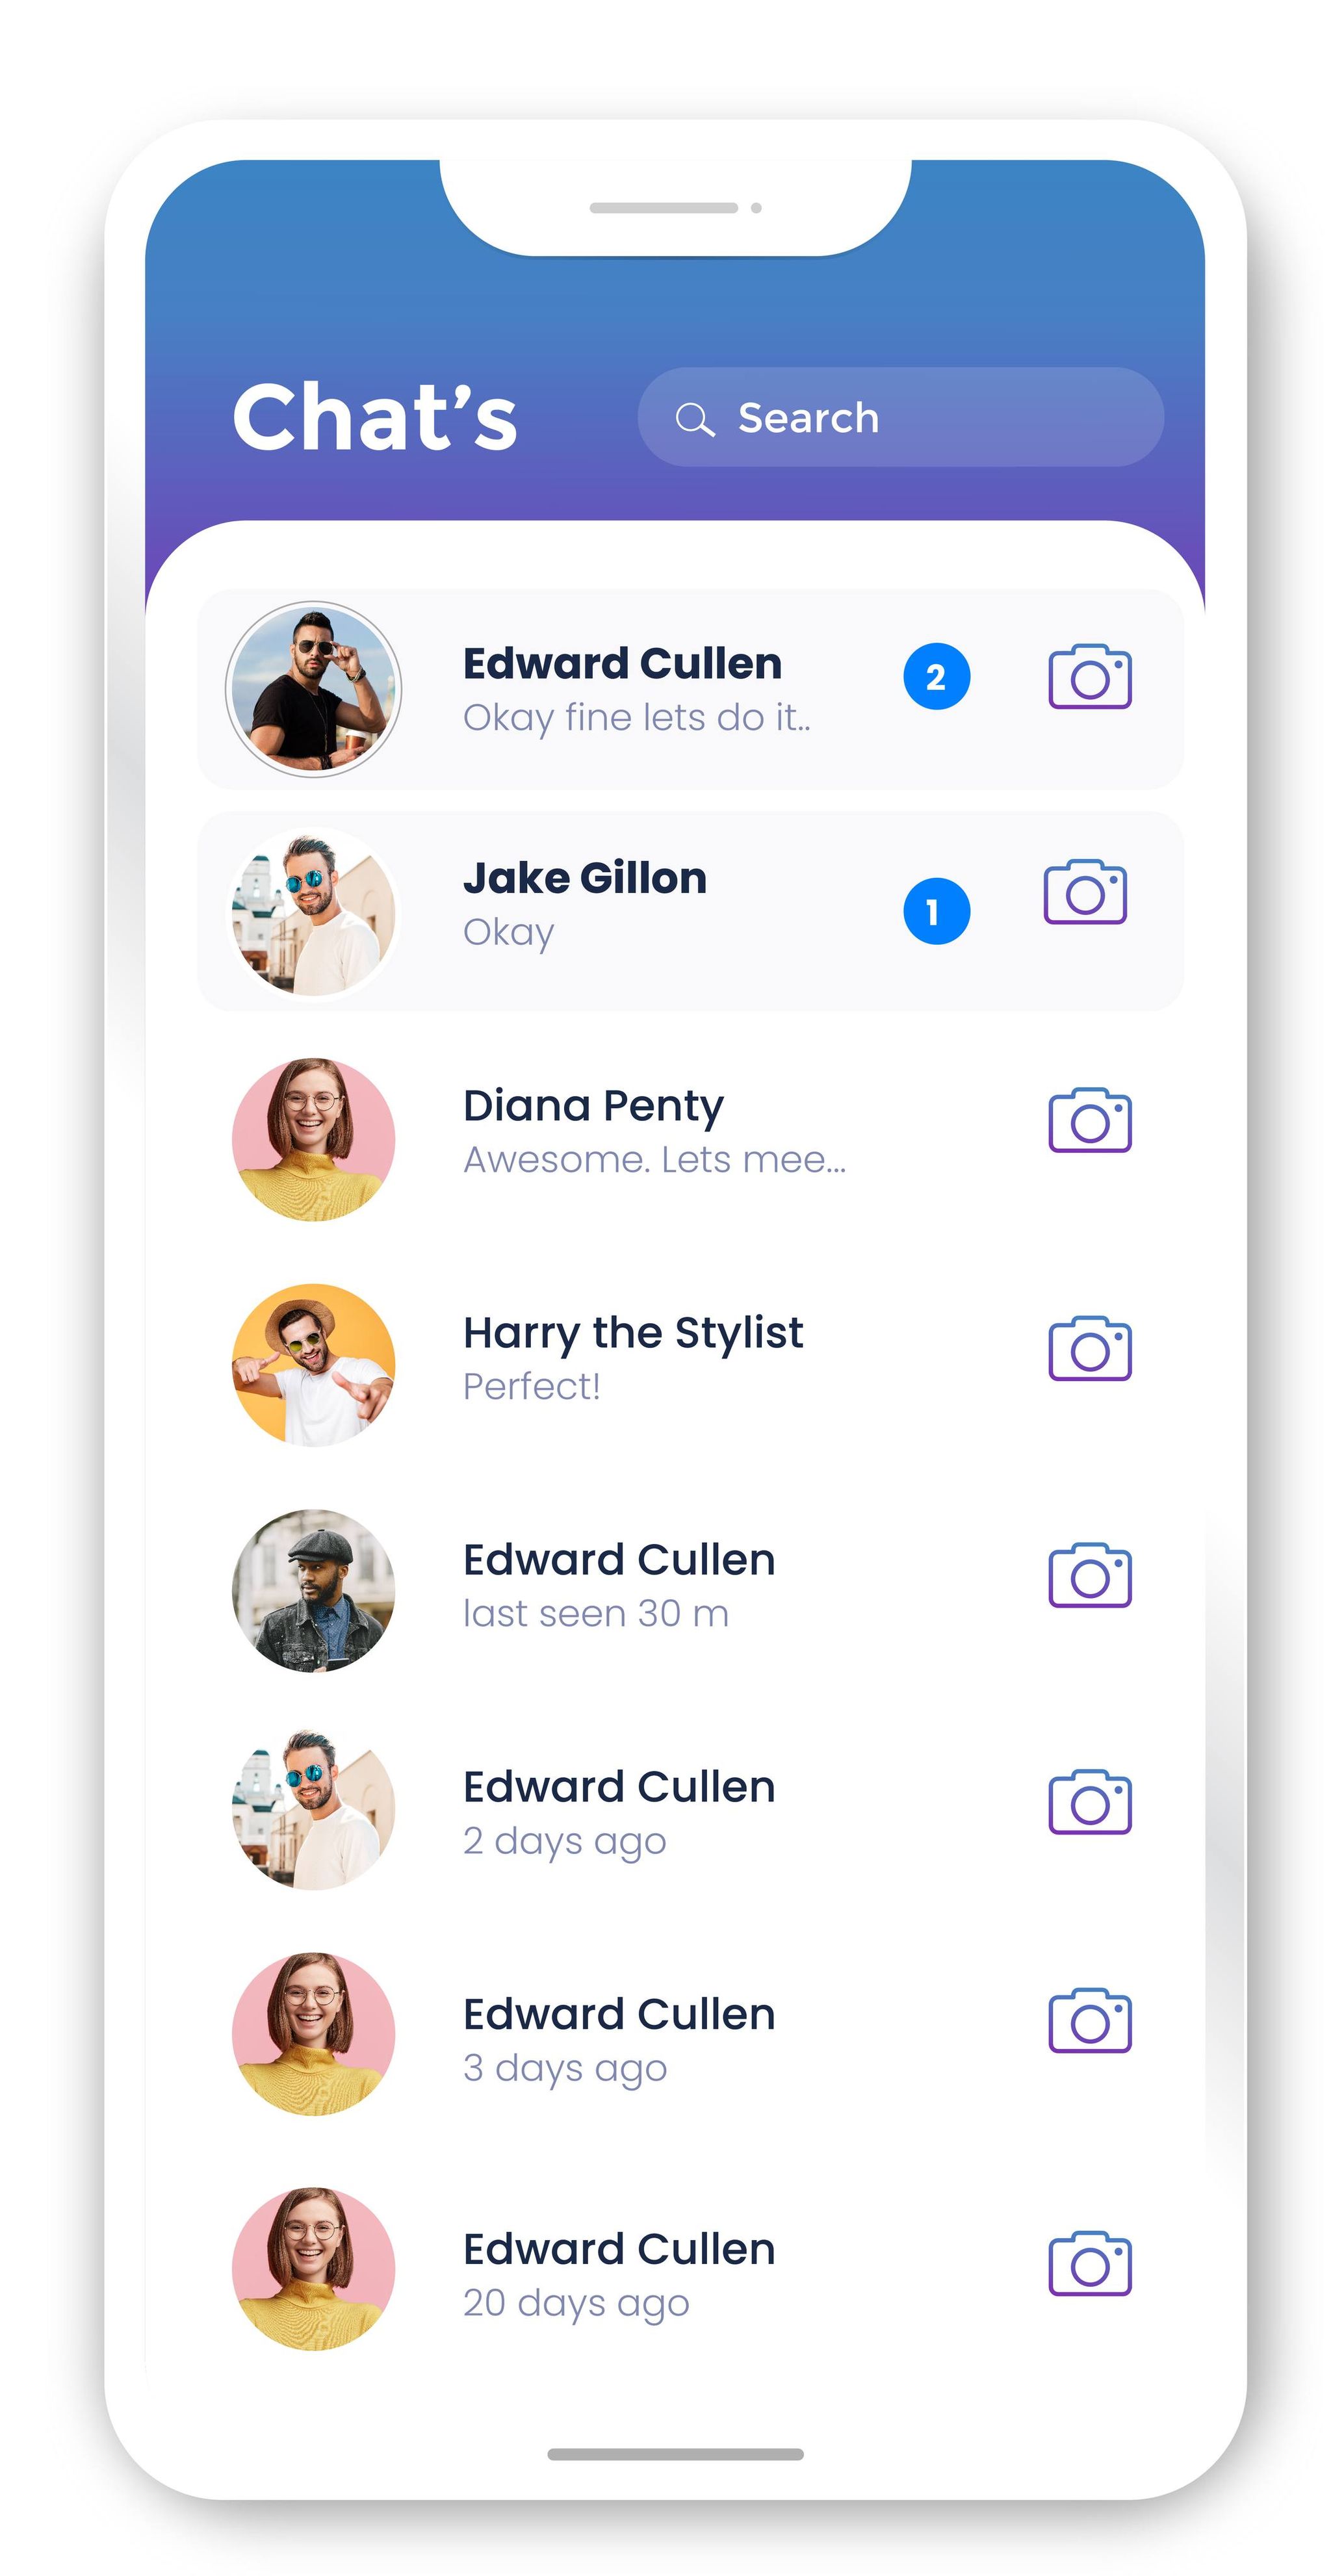 Chat’s
Search
Edward Cullen
Okay fine lets do it..
2
Jake Gillon
Okay
1
Diana Penty
Awesome. Lets mee...
Harry the Stylist
Perfect!
Edward Cullen
last seen 30 m
Edward Cullen
2 days ago
Edward Cullen
3 days ago
Edward Cullen
20 days ago